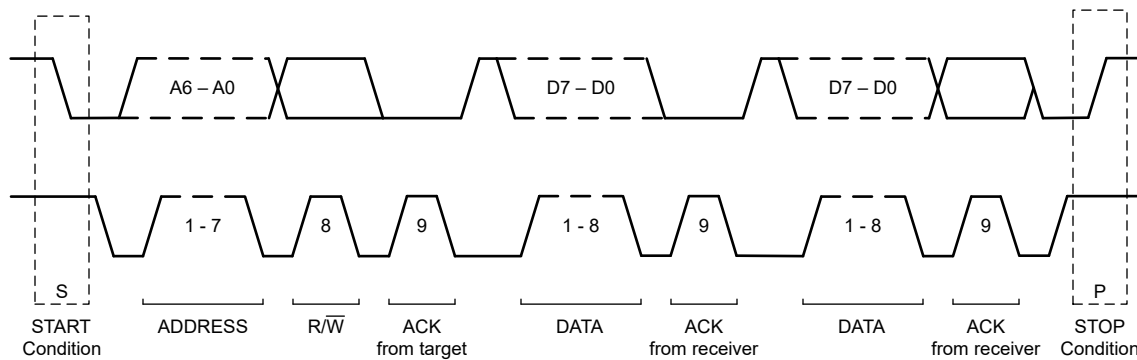 A6 – A0
D7 – D0
D7 – D0
1 - 7
8
9
1 - 8
9
1 - 8
9
S
P
START
Condition
ADDRESS
R/W̅
ACK
from target
DATA
ACK
from receiver
DATA
ACK
from receiver
STOP
Condition